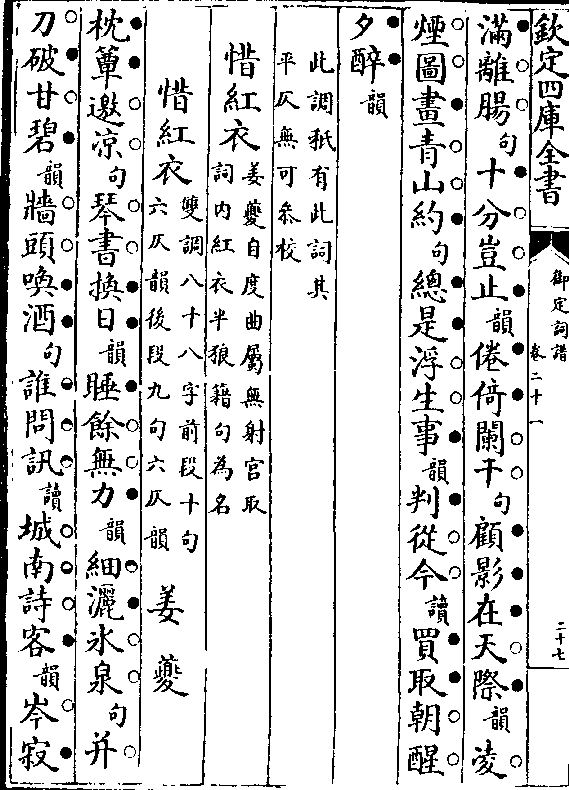 欽定四庫全書
御定詞譜
卷二十一
二十七
滿離腸句十分豈止韻倦倚闌干句顧影在天際韻凌
煙圖畫青山約句總是浮生事韻判從今讀買取朝醒
夕醉韻
此調祇有此詞其
平仄無可參校
惜紅衣姜夔自度曲屬無射宮取
詞内紅衣半狼籍句為名
惜紅衣雙調八十八字前段十句
六仄韻後段九句六仄韻 姜夔
枕簟邀凉句琴書換日韻睡餘無力韻細灑氷泉句并
刀破甘碧韻牆頭喚酒句誰問訊讀城南詩客韻岑寂